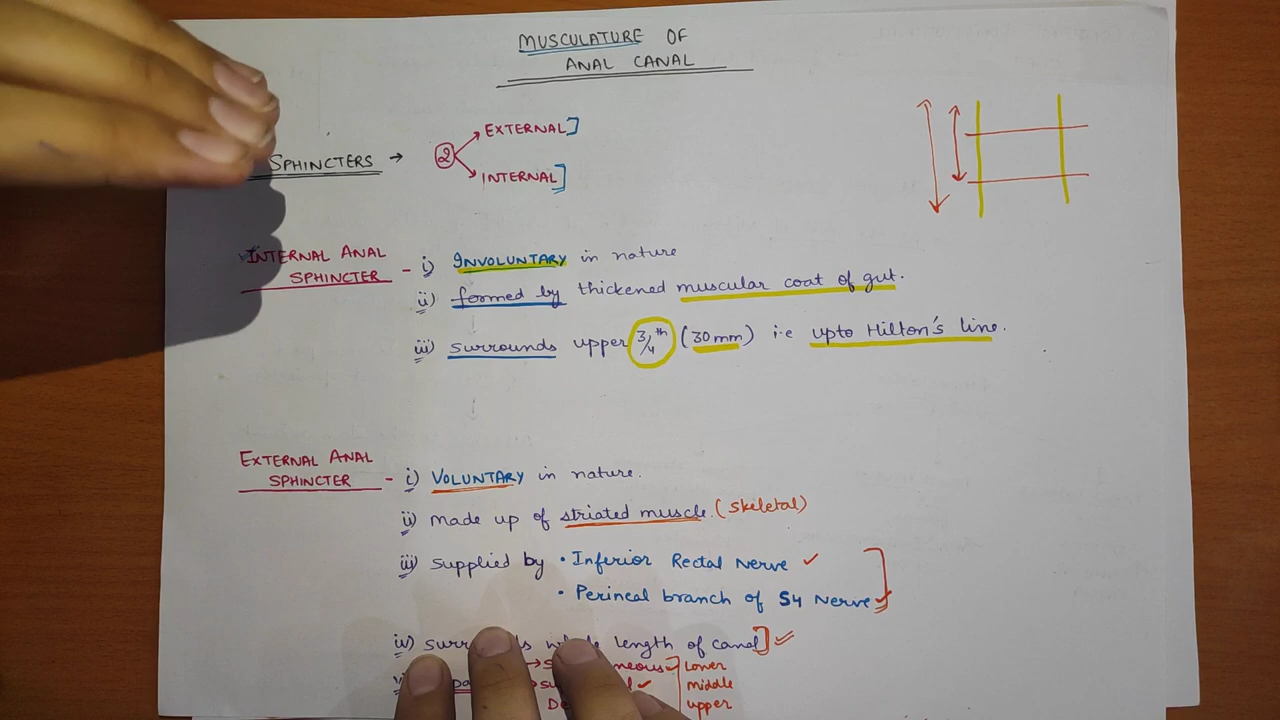 MUSCULATURE OF
ANAL CANAL
SPHINCTERS → 2 EXTERNAL]
INTERNAL]
INTERNAL ANAL
SPHINCTER - i) INVOLUNTARY in nature
ii) formed by thickened muscular coat of gut.
iii) surrounds upper 3/4th (30mm) i.e upto Hilton's line.
EXTERNAL ANAL
SPHINCTER - i) VOLUNTARY in nature.
ii) made up of striated muscle. (skeletal)
iii) supplied by • Inferior Rectal Nerve ✓
• Perineal branch of S4 Nerve ✓
iv) length of canal] ✓
Lower
middle
upper